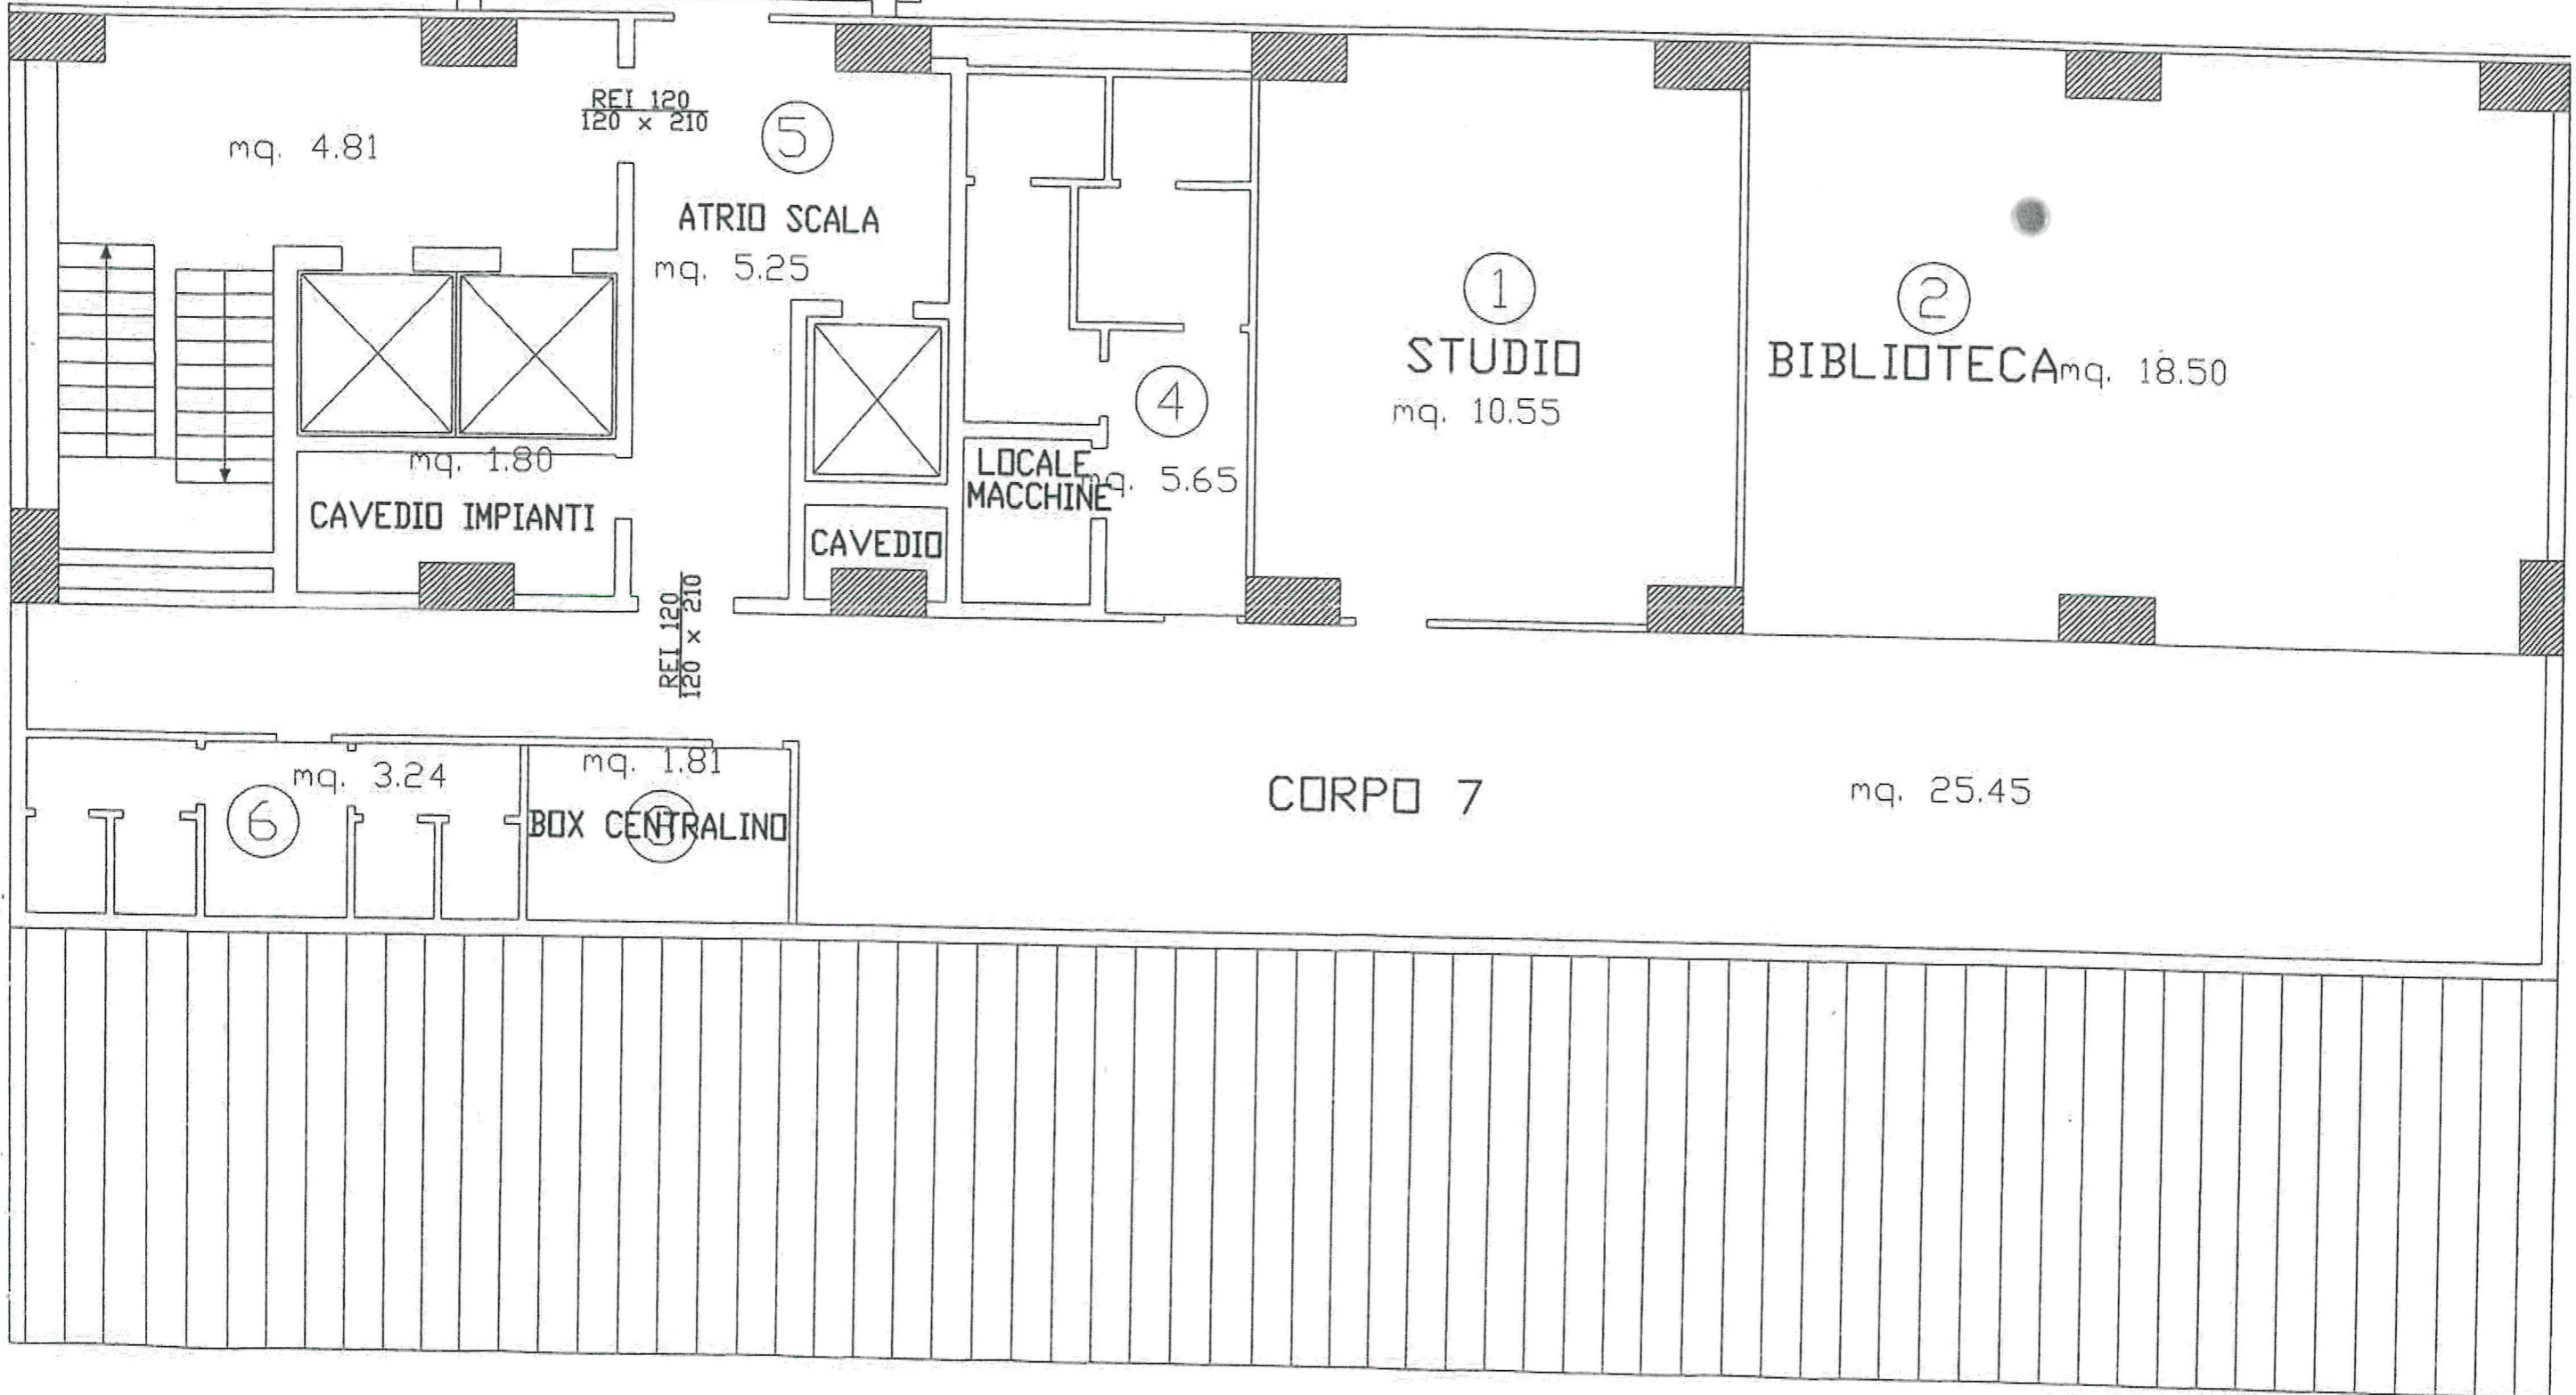 REI 120
120 x 210
mq. 4.81
5
ATRIO SCALA
mq. 5.25
1
STUDIO
mq. 10.55
2
BIBLIOTECA mq. 18.50
4
mq. 5.65
LOCALE
MACCHINE
mq. 1.80
CAVEDIO IMPIANTI
CAVEDIO
REI 120
120 x 210
mq. 3.24
6
mq. 1.81
BOX CENTRALINO
CORPO 7
mq. 25.45